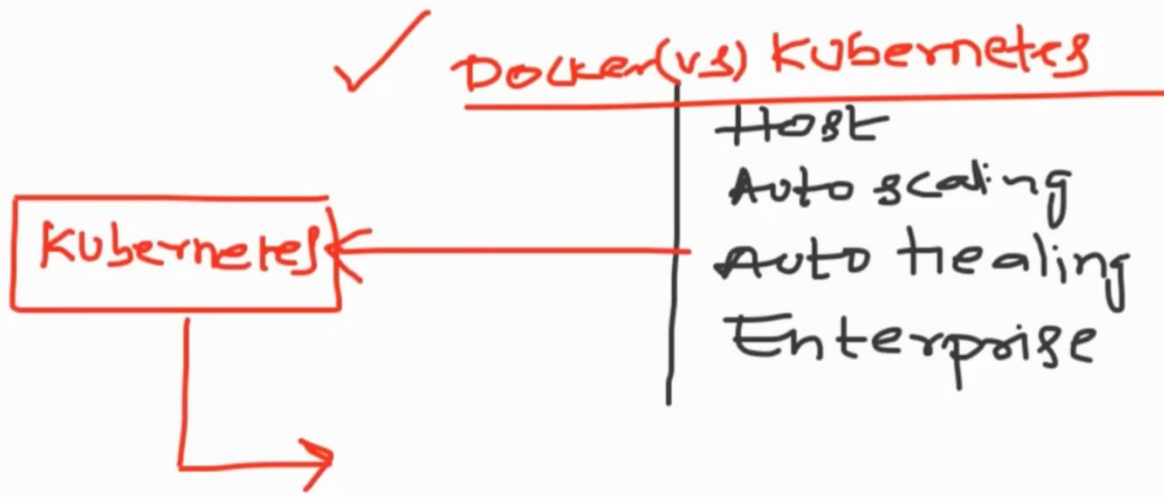 Docker(vs) Kubernetes
Host
Auto scaling
Kubernetes
Auto Healing
Enterprise